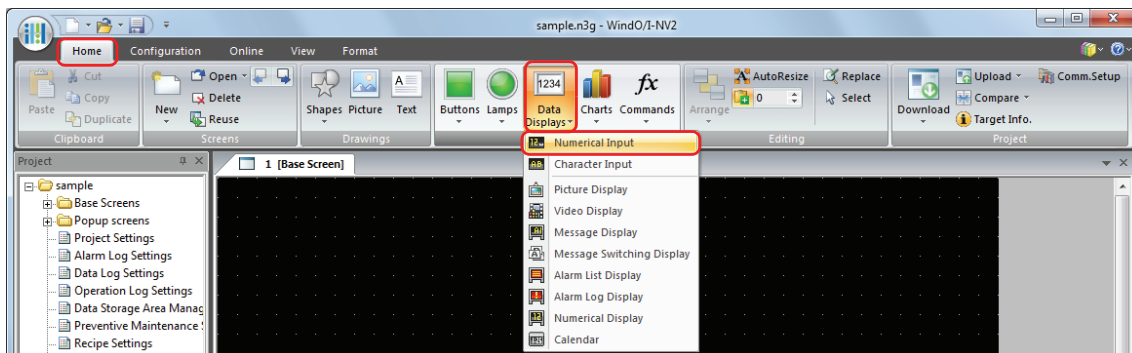 sample.n3g - WindO/I-NV2
Home Configuration Online View Format
Paste
Cut
Copy
Duplicate
Clipboard
New
Open
Delete
Reuse
Screens
Shapes Picture Text
Drawings
Buttons Lamps
1234
Data
Displays
Charts
fx
Commands
Arrange
AutoResize
0
Replace
Select
Editing
Download
Upload
Compare
Target Info.
Comm.Setup
Project
Project
sample
Base Screens
Popup screens
Project Settings
Alarm Log Settings
Data Log Settings
Operation Log Settings
Data Storage Area Manag
Preventive Maintenance
Recipe Settings
1 [Base Screen]
Numerical Input
Character Input
Picture Display
Video Display
Message Display
Message Switching Display
Alarm List Display
Alarm Log Display
Numerical Display
Calendar